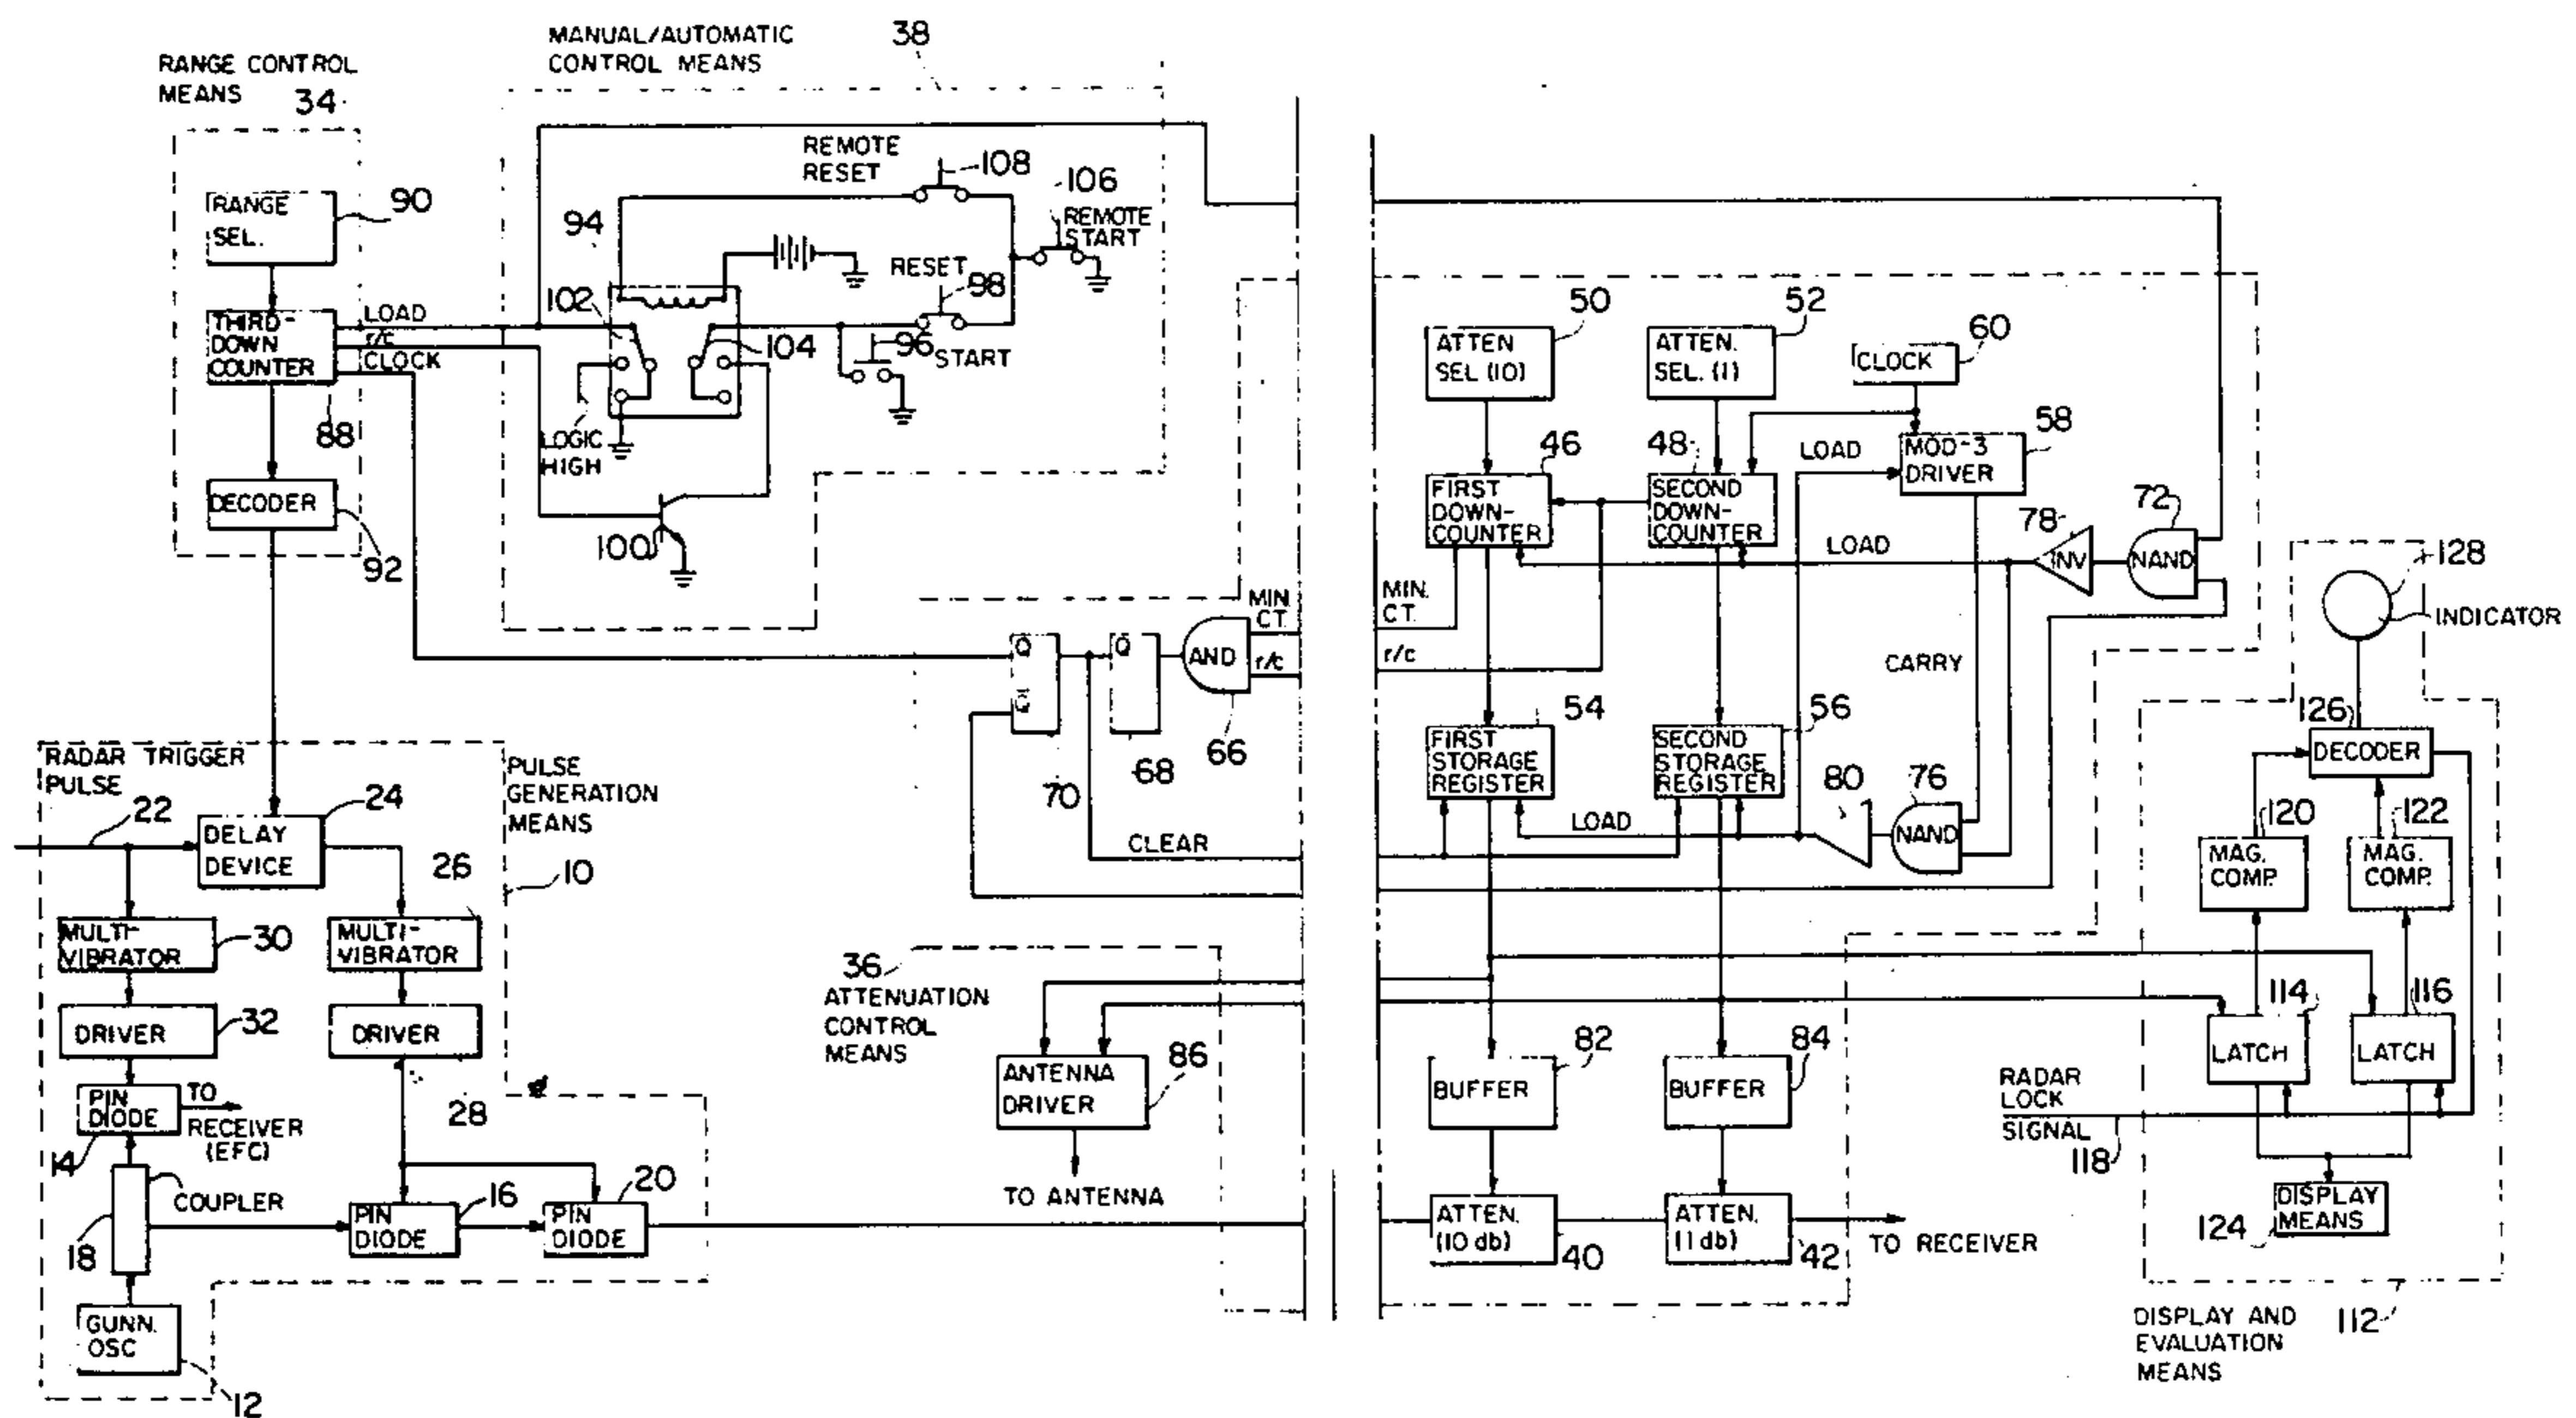 RANGE CONTROL
MEANS 34
MANUAL/AUTOMATIC
CONTROL MEANS
38
RANGE
SEL.
90
THIRD-
DOWN
COUNTER
88
LOAD
r/c
CLOCK
DECODER
92
REMOTE
RESET
108
106
REMOTE
START
94
RESET
98
102
104
96
START
LOGIC
HIGH
100
50
ATTEN
SEL (10)
52
ATTEN.
SEL. (1)
CLOCK
60
46
FIRST
DOWN-
COUNTER
48
SECOND
DOWN-
COUNTER
LOAD
MOD-3
DRIVER
58
LOAD
78
INV
72
NAND
128
INDICATOR
Q
Q
70
Q
68
AND
66
MIN.
CT.
r/c
MIN.
CT.
r/c
CARRY
54
FIRST
STORAGE
REGISTER
56
SECOND
STORAGE
REGISTER
LOAD
80
76
NAND
CLEAR
126
DECODER
120
MAG.
COMP.
122
MAG.
COMP.
RADAR TRIGGER
PULSE
22
DELAY
DEVICE
24
PULSE
GENERATION
MEANS
10
26
MULTI-
VIBRATOR
30
MULTI-
VIBRATOR
DRIVER
32
DRIVER
28
PIN
DIODE
14
TO
RECEIVER
(EFC)
COUPLER
18
PIN
DIODE
16
PIN
DIODE
20
GUNN.
OSC
12
36
ATTENUATION
CONTROL
MEANS
ANTENNA
DRIVER
86
TO ANTENNA
BUFFER
82
BUFFER
84
ATTEN.
(10 db)
40
ATTEN.
(1 db)
42
TO RECEIVER
114
LATCH
116
LATCH
RADAR
LOCK
SIGNAL
118
DISPLAY
MEANS
124
DISPLAY AND
EVALUATION
MEANS
112